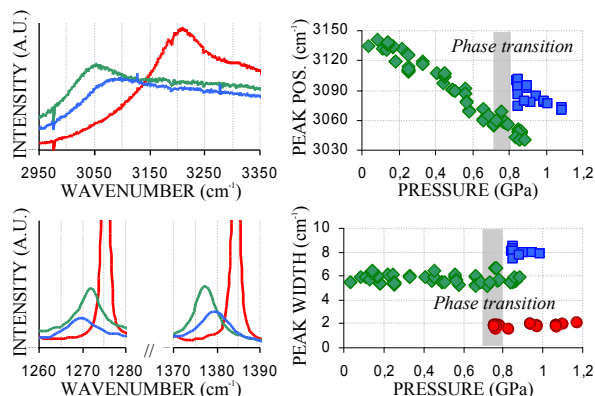 INTENSITY (A.U.)
2950 3050 3150 3250 3350
WAVENUMBER (cm-1)
PEAK POS. (cm-1)
3150
3120
3090
3060
3030
Phase transition
0 0,2 0,4 0,6 0,8 1 1,2
PRESSURE (GPa)
INTENSITY (A.U.)
1260 1270 1280 // 1370 1380 1390
WAVENUMBER (cm-1)
PEAK WIDTH (cm-1)
10
8
6
4
2
0
Phase transition
0 0,2 0,4 0,6 0,8 1 1,2
PRESSURE (GPa)